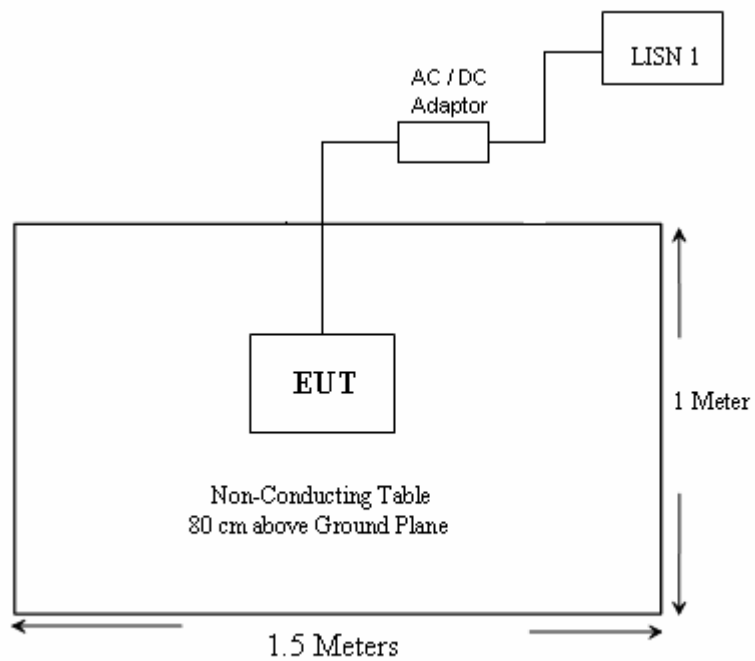 LISN 1
AC / DC
Adaptor
EUT
1 Meter
Non-Conducting Table
80 cm above Ground Plane
1.5 Meters